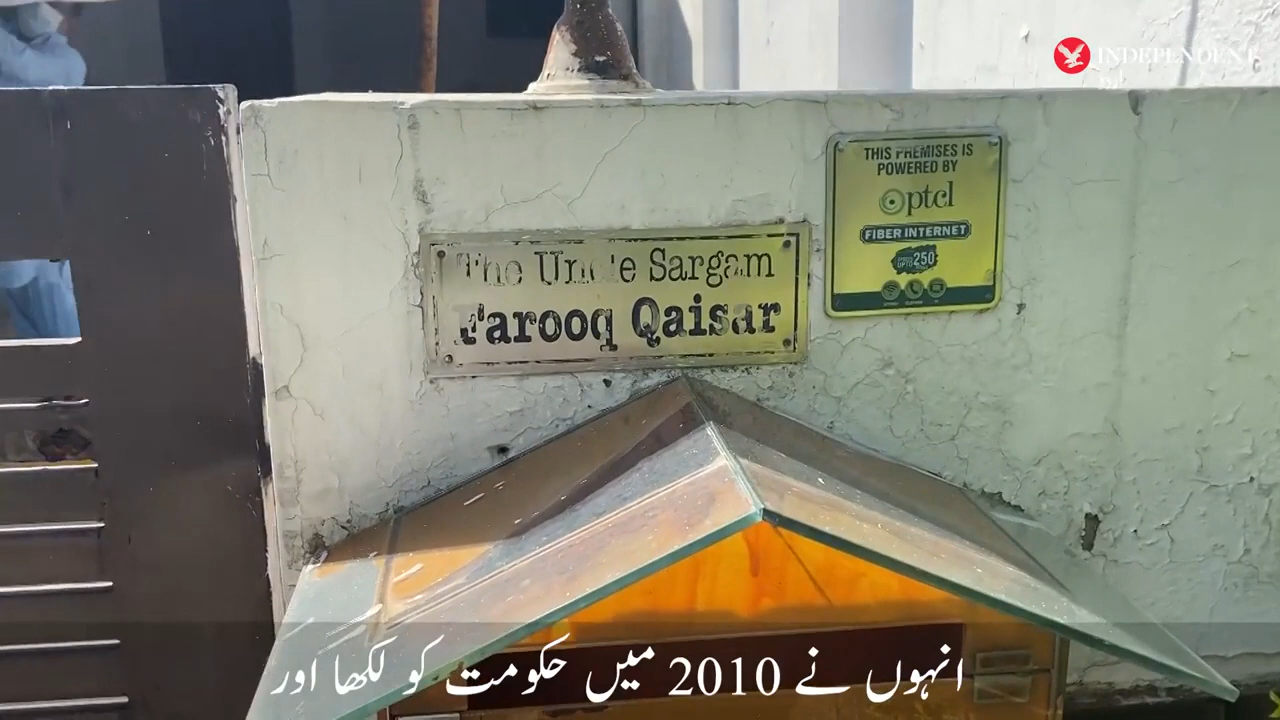 INDEPENDENT
THIS PREMISES IS
POWERED BY
ptcl
FIBER INTERNET
250
The Uncle Sargam
Farooq Qaisar
انہوں نے 2010 میں حکومت کو لکھا اور